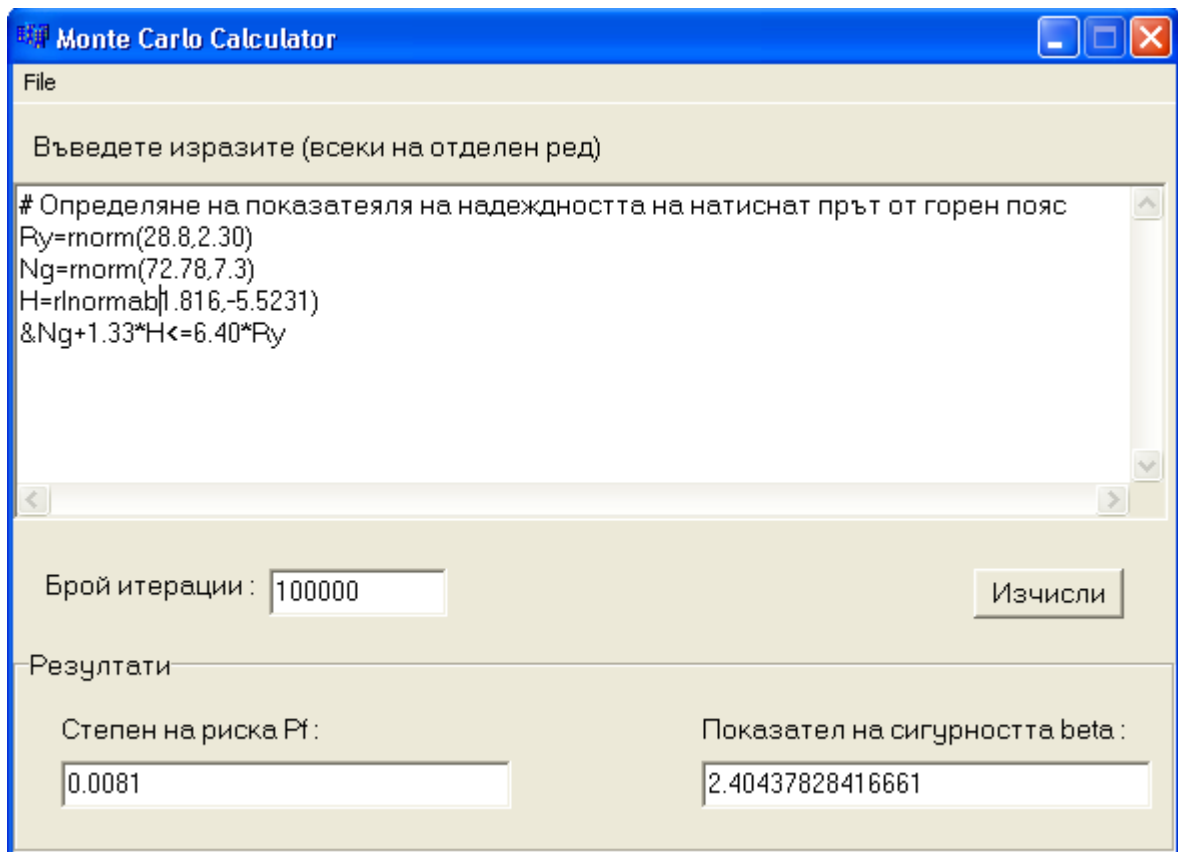 Monte Carlo Calculator
File
Въведете изразите (всеки на отделен ред)
# Определяне на показатеяля на надеждността на натиснат прът от горен пояс
Ry=rnorm(28.8,2.30)
Ng=rnorm(72.78,7.3)
H=rlnormab(1.816,-5.5231)
&Ng+1.33*H<=6.40*Ry
Брой итерации : 100000 Изчисли
Резултати
Степен на риска Pf : Показател на сигурността beta :
0.0081 2.40437828416661